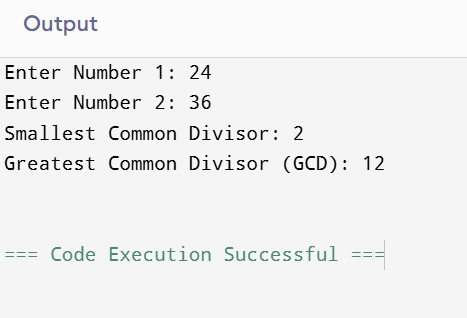 Output
Enter Number 1: 24
Enter Number 2: 36
Smallest Common Divisor: 2
Greatest Common Divisor (GCD): 12
=== Code Execution Successful ===